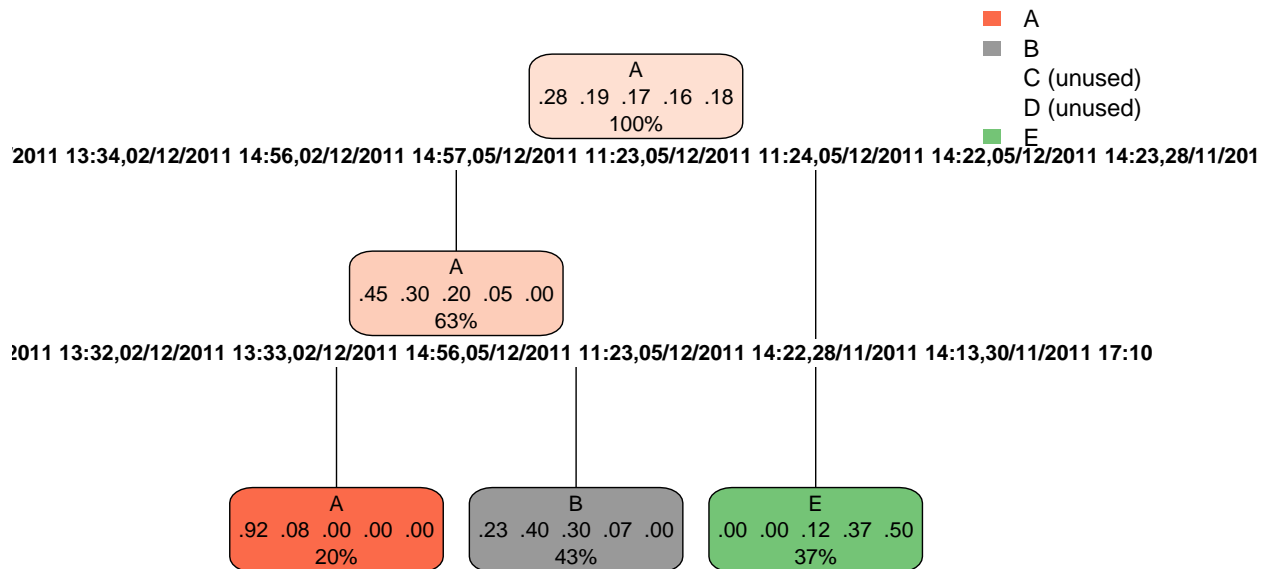 A
B
C (unused)
D (unused)
E
A
.28 .19 .17 .16 .18
100%
2011 13:34,02/12/2011 14:56,02/12/2011 14:57,05/12/2011 11:23,05/12/2011 11:24,05/12/2011 14:22,05/12/2011 14:23,28/11/201
A
.45 .30 .20 .05 .00
63%
2011 13:32,02/12/2011 13:33,02/12/2011 14:56,05/12/2011 11:23,05/12/2011 14:22,28/11/2011 14:13,30/11/2011 17:10
A
.92 .08 .00 .00 .00
20%
B
.23 .40 .30 .07 .00
43%
E
.00 .00 .12 .37 .50
37%